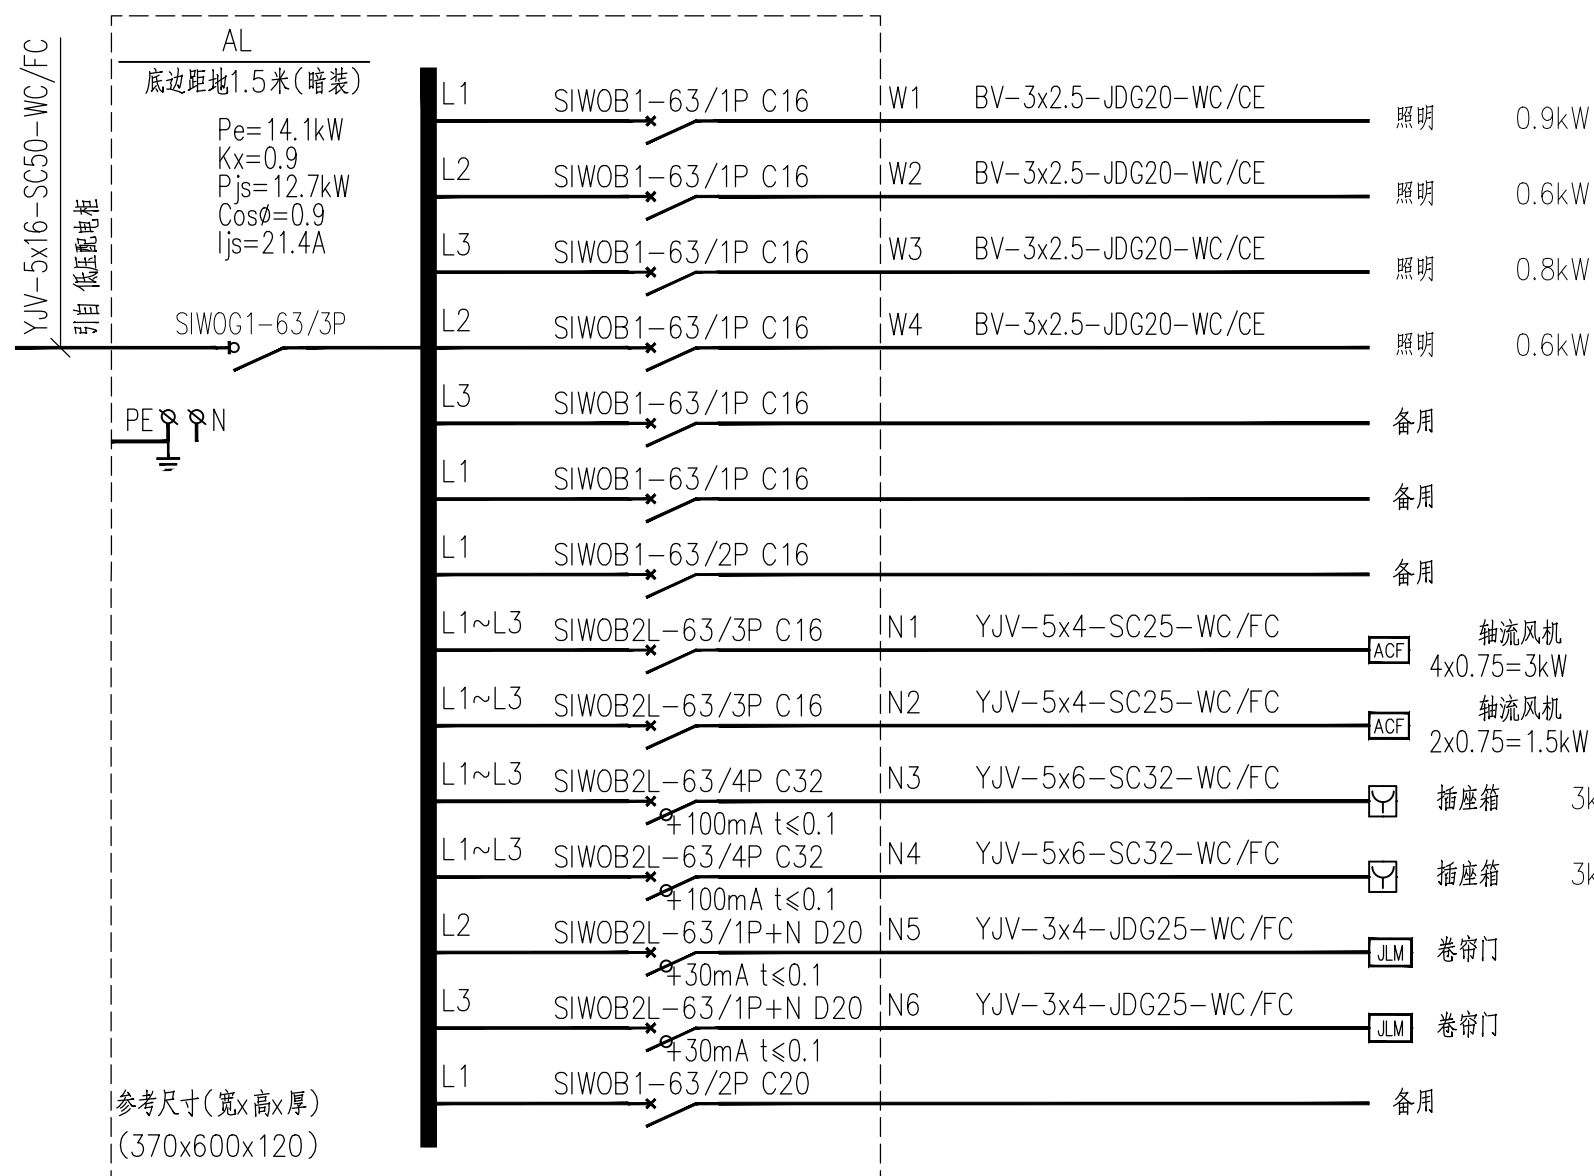 YJV-5x16-SC50-WC/FC
引自 低压配电柜
AL
底边距地1.5米(暗装)
Pe=14.1kW
Kx=0.9
Pjs=12.7kW
CosØ=0.9
Ijs=21.4A
SIWOG1-63/3P
PE N
L1 SIWOB1-63/1P C16 W1 BV-3x2.5-JDG20-WC/CE 照明 0.9kW
L2 SIWOB1-63/1P C16 W2 BV-3x2.5-JDG20-WC/CE 照明 0.6kW
L3 SIWOB1-63/1P C16 W3 BV-3x2.5-JDG20-WC/CE 照明 0.8kW
L2 SIWOB1-63/1P C16 W4 BV-3x2.5-JDG20-WC/CE 照明 0.6kW
L3 SIWOB1-63/1P C16 备用
L1 SIWOB1-63/1P C16 备用
L1 SIWOB1-63/2P C16 备用
L1~L3 SIWOB2L-63/3P C16 N1 YJV-5x4-SC25-WC/FC ACF 轴流风机
4x0.75=3kW
L1~L3 SIWOB2L-63/3P C16 N2 YJV-5x4-SC25-WC/FC ACF 轴流风机
2x0.75=1.5kW
L1~L3 SIWOB2L-63/4P C32 N3 YJV-5x6-SC32-WC/FC 插座箱 3k
+100mA t≤0.1
L1~L3 SIWOB2L-63/4P C32 N4 YJV-5x6-SC32-WC/FC 插座箱 3k
+100mA t≤0.1
L2 SIWOB2L-63/1P+N D20 N5 YJV-3x4-JDG25-WC/FC JLM 卷帘门
+30mA t≤0.1
L3 SIWOB2L-63/1P+N D20 N6 YJV-3x4-JDG25-WC/FC JLM 卷帘门
+30mA t≤0.1
L1 SIWOB1-63/2P C20 备用
参考尺寸(宽x高x厚)
(370x600x120)